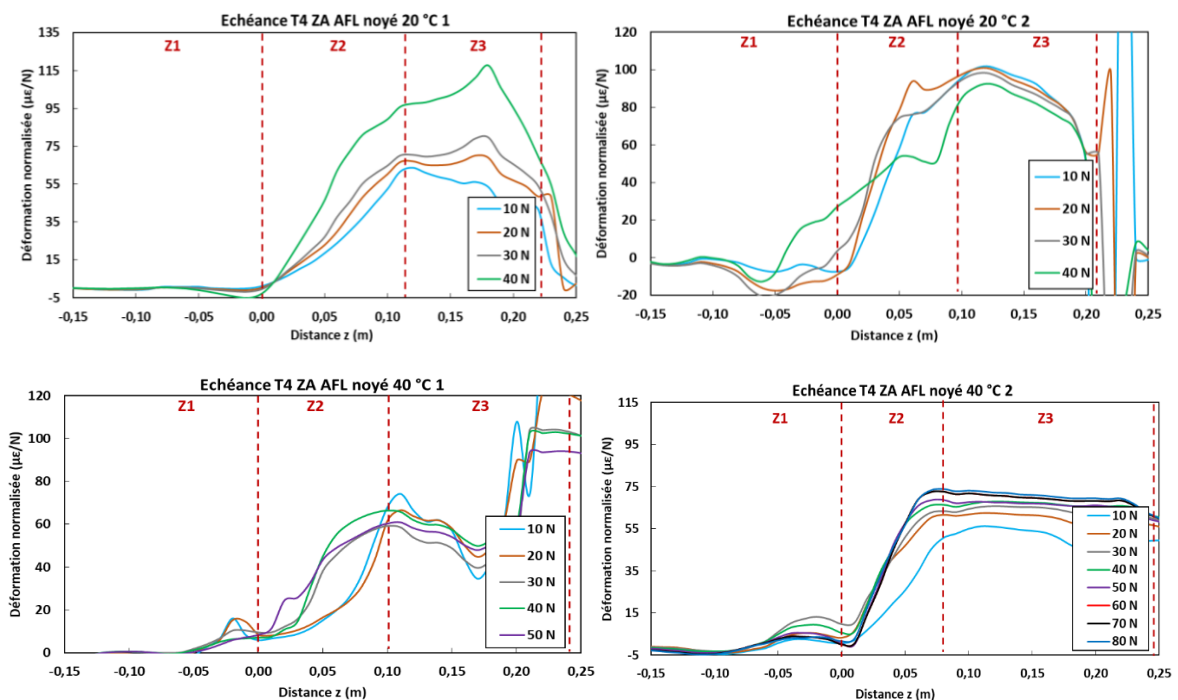 Echéance T4 ZA AFL noyé 20 °C 1
Déformation normalisée (µε/N)
135
115
95
75
55
35
15
-5
Z1
Z2
Z3
10 N
20 N
30 N
40 N
-0,15
-0,10
-0,05
0,00
0,05
0,10
0,15
0,20
0,25
Distance z (m)
Echéance T4 ZA AFL noyé 20 °C 2
Déformation normalisée (µε/N)
120
100
80
60
40
20
0
-20
Z1
Z2
Z3
10 N
20 N
30 N
40 N
-0,15
-0,10
-0,05
0,00
0,05
0,10
0,15
0,20
0,25
Distance z (m)
Echéance T4 ZA AFL noyé 40 °C 1
Déformation normalisée (µε/N)
120
100
80
60
40
20
0
Z1
Z2
Z3
10 N
20 N
30 N
40 N
50 N
-0,15
-0,10
-0,05
0,00
0,05
0,10
0,15
0,20
0,25
Distance z (m)
Echéance T4 ZA AFL noyé 40 °C 2
Déformation normalisée (µε/N)
115
95
75
55
35
15
-5
Z1
Z2
Z3
10 N
20 N
30 N
40 N
50 N
60 N
70 N
80 N
-0,15
-0,10
-0,05
0,00
0,05
0,10
0,15
0,20
0,25
Distance z (m)